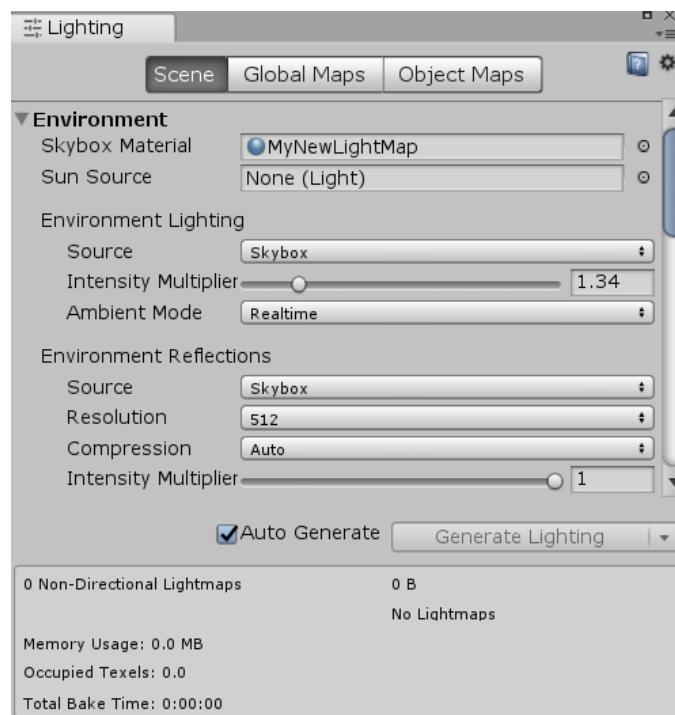 Lighting
Scene Global Maps Object Maps
Environment
Skybox Material MyNewLightMap
Sun Source None (Light)
Environment Lighting
Source Skybox
Intensity Multiplier 1.34
Ambient Mode Realtime
Environment Reflections
Source Skybox
Resolution 512
Compression Auto
Intensity Multiplier 1
Auto Generate Generate Lighting
0 Non-Directional Lightmaps 0 B
No Lightmaps
Memory Usage: 0.0 MB
Occupied Texels: 0.0
Total Bake Time: 0:00:00